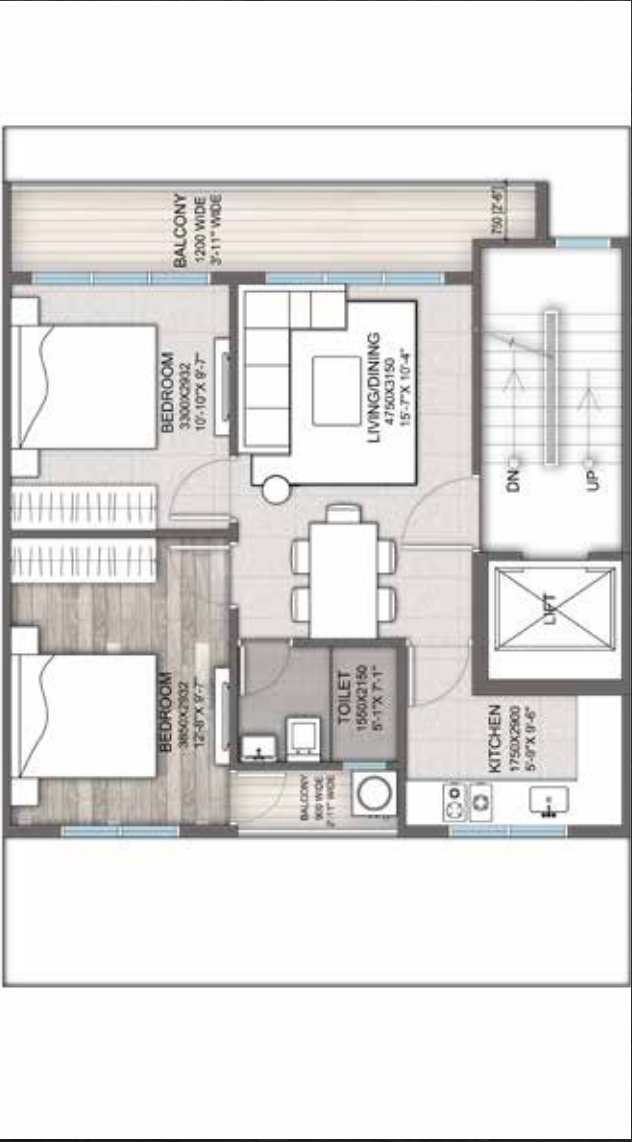 BALCONY
1200 WIDE
3'-11" WIDE
750 [2'-6"]
BEDROOM
3300X2932
10'-10"X 9'-7"
LIVING/DINING
4750X3150
15'-7"X 10'-4"
DN
UP
LIFT
BEDROOM
3850X2932
12'-8"X 9'-7"
TOILET
1550X2150
5'-1"X 7'-1"
KITCHEN
1750X2900
5'-9"X 9'-6"
BALCONY
900 WIDE
2'-11" WIDE